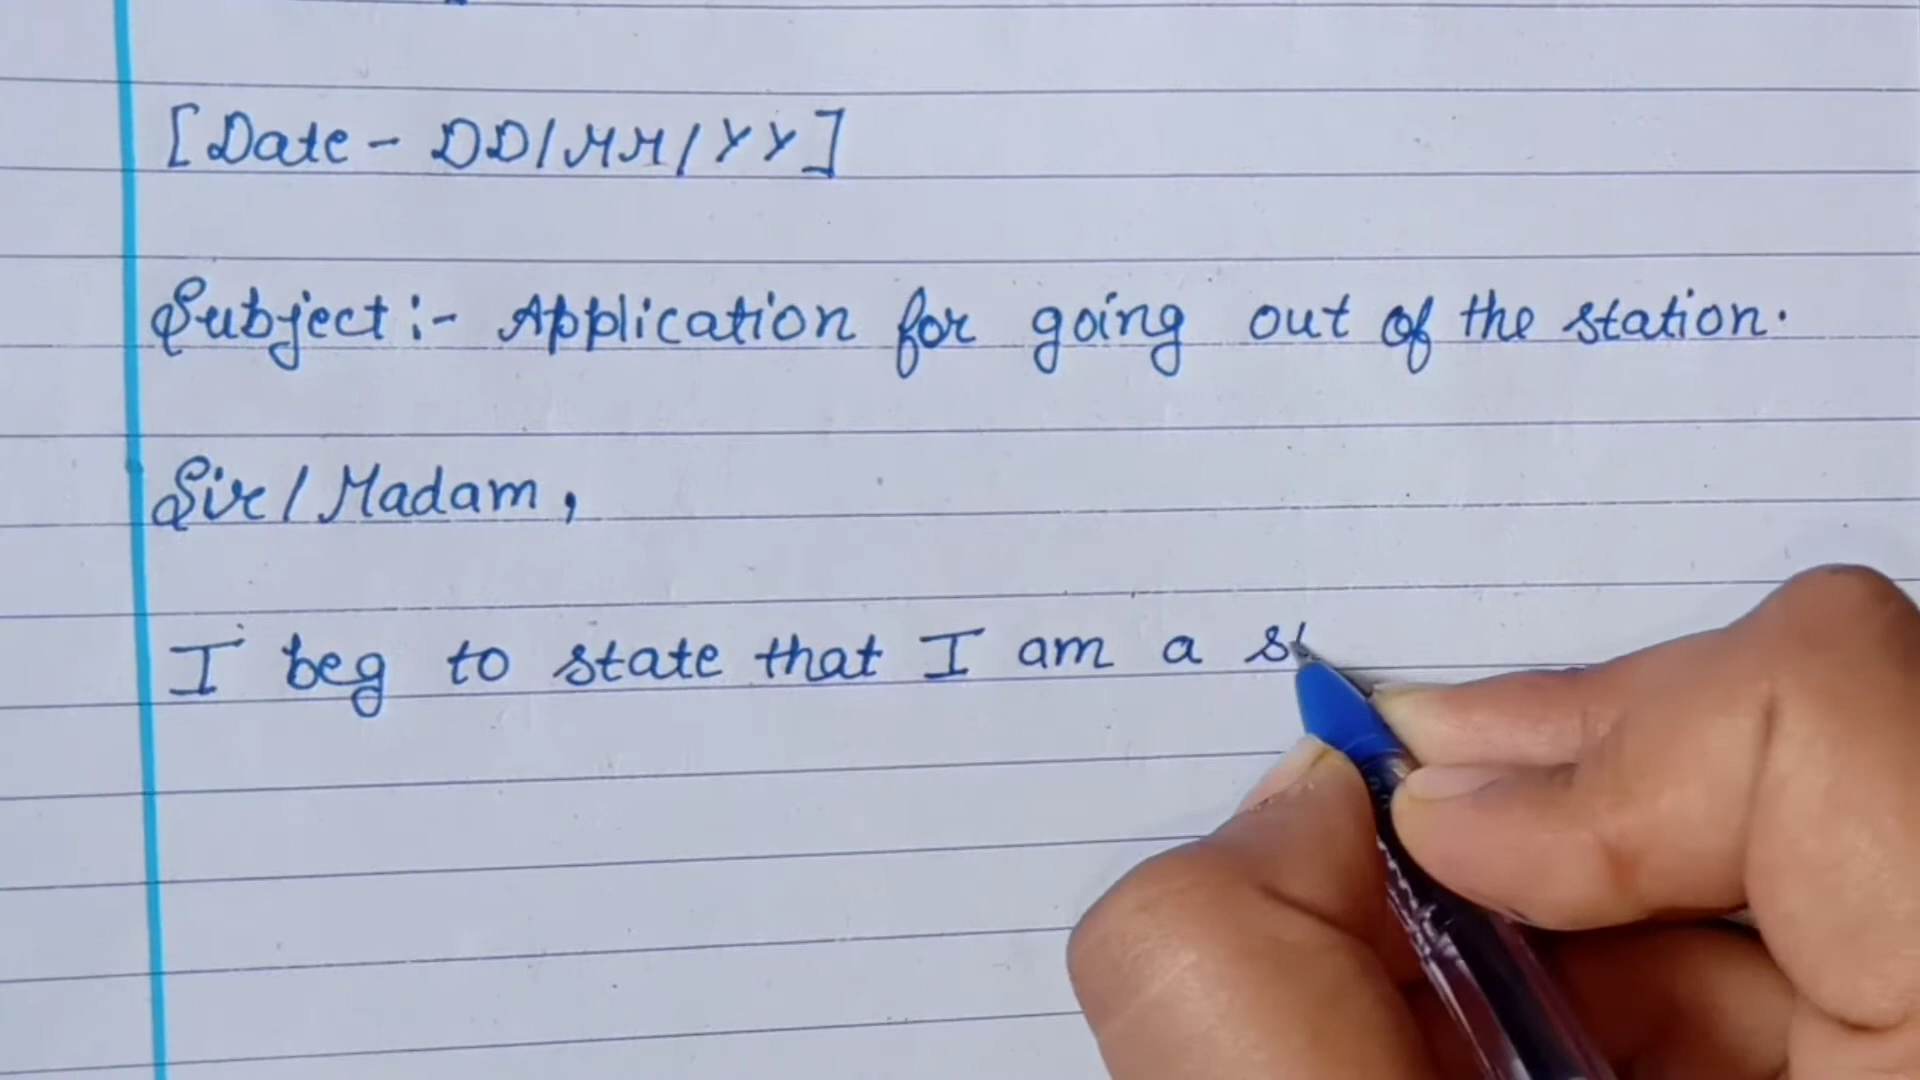 [Date - DD/MM/YY]
Subject:- Application for going out of the station.
Sir/Madam,
I beg to state that I am a st